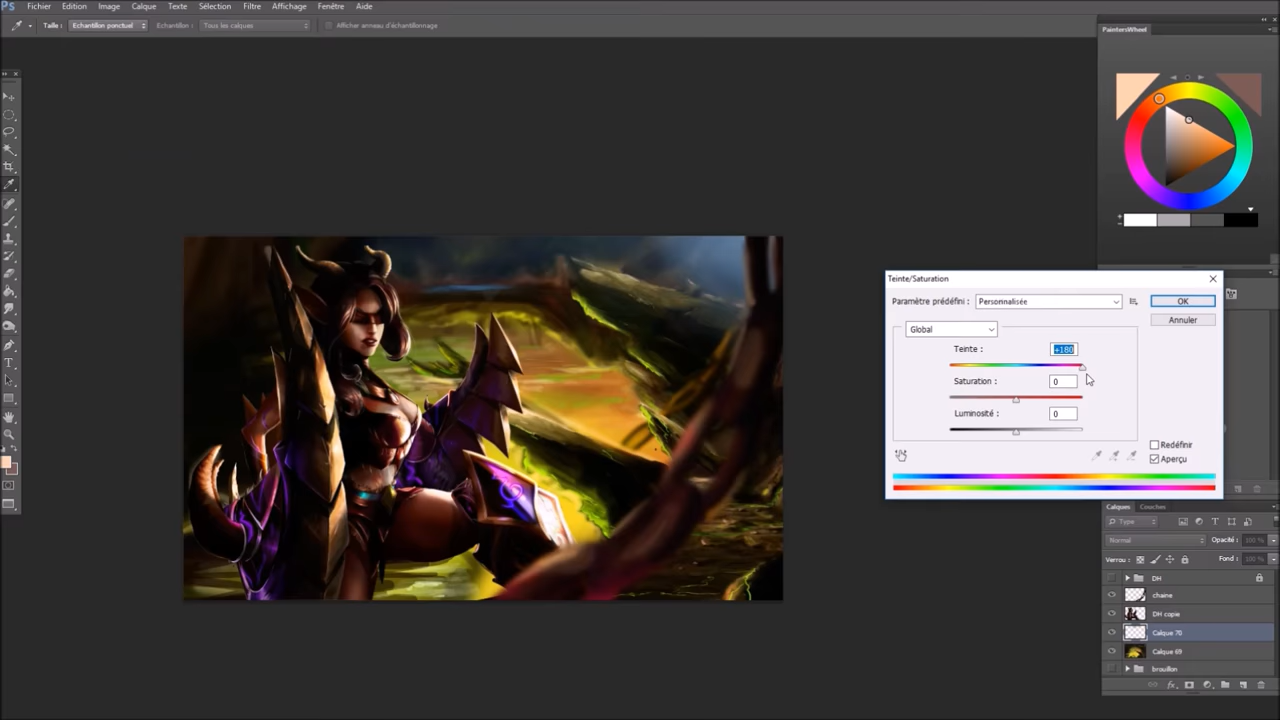 Ps Fichier Edition Image Calque Texte Sélection Filtre Affichage Fenêtre Aide
Taille : Echantillon ponctuel Echantillon : Tous les calques Afficher anneau d'échantillonnage
PaintersWheel
Teinte/Saturation
Paramètre prédéfini : Personnalisée OK
Annuler
Global
Teinte : +180
Saturation : 0
Luminosité : 0
Redéfinir
Aperçu
Calques Couches
Type
Normal Opacité : 100 %
Verrou : Fond : 100 %
DH
chaine
DH copie
Calque 70
Calque 69
brouillon
fx